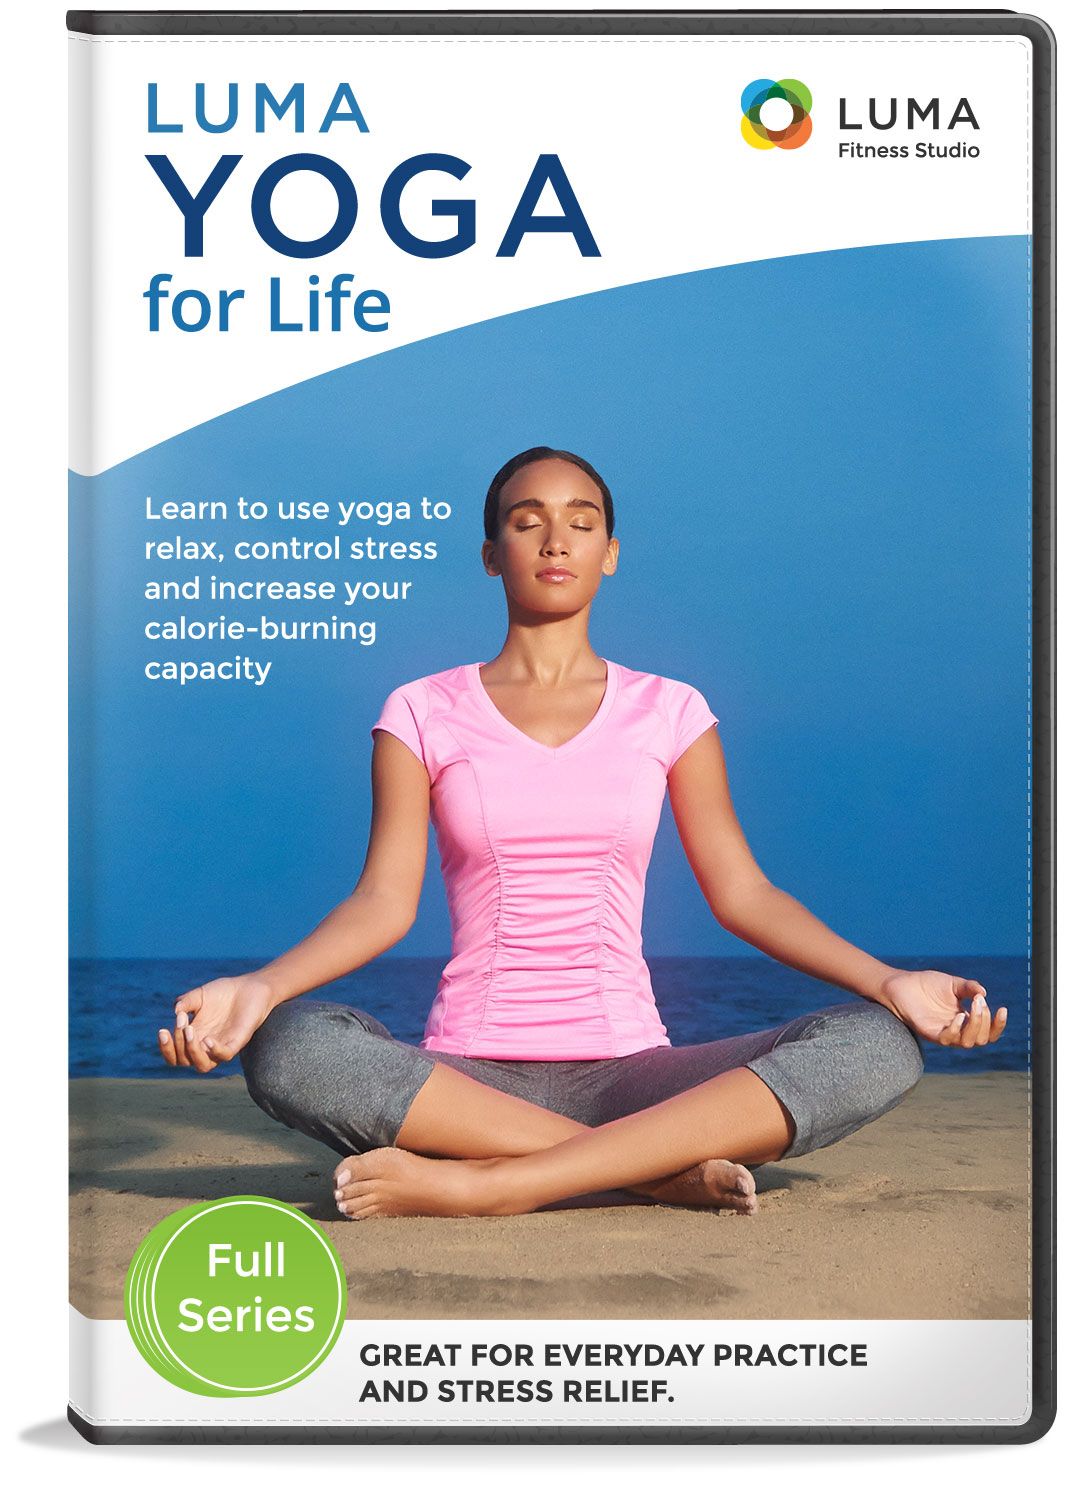 LUMA
YOGA
for Life
LUMA
Fitness Studio
Learn to use yoga to
relax, control stress
and increase your
calorie-burning
capacity
Full
Series
GREAT FOR EVERYDAY PRACTICE
AND STRESS RELIEF.